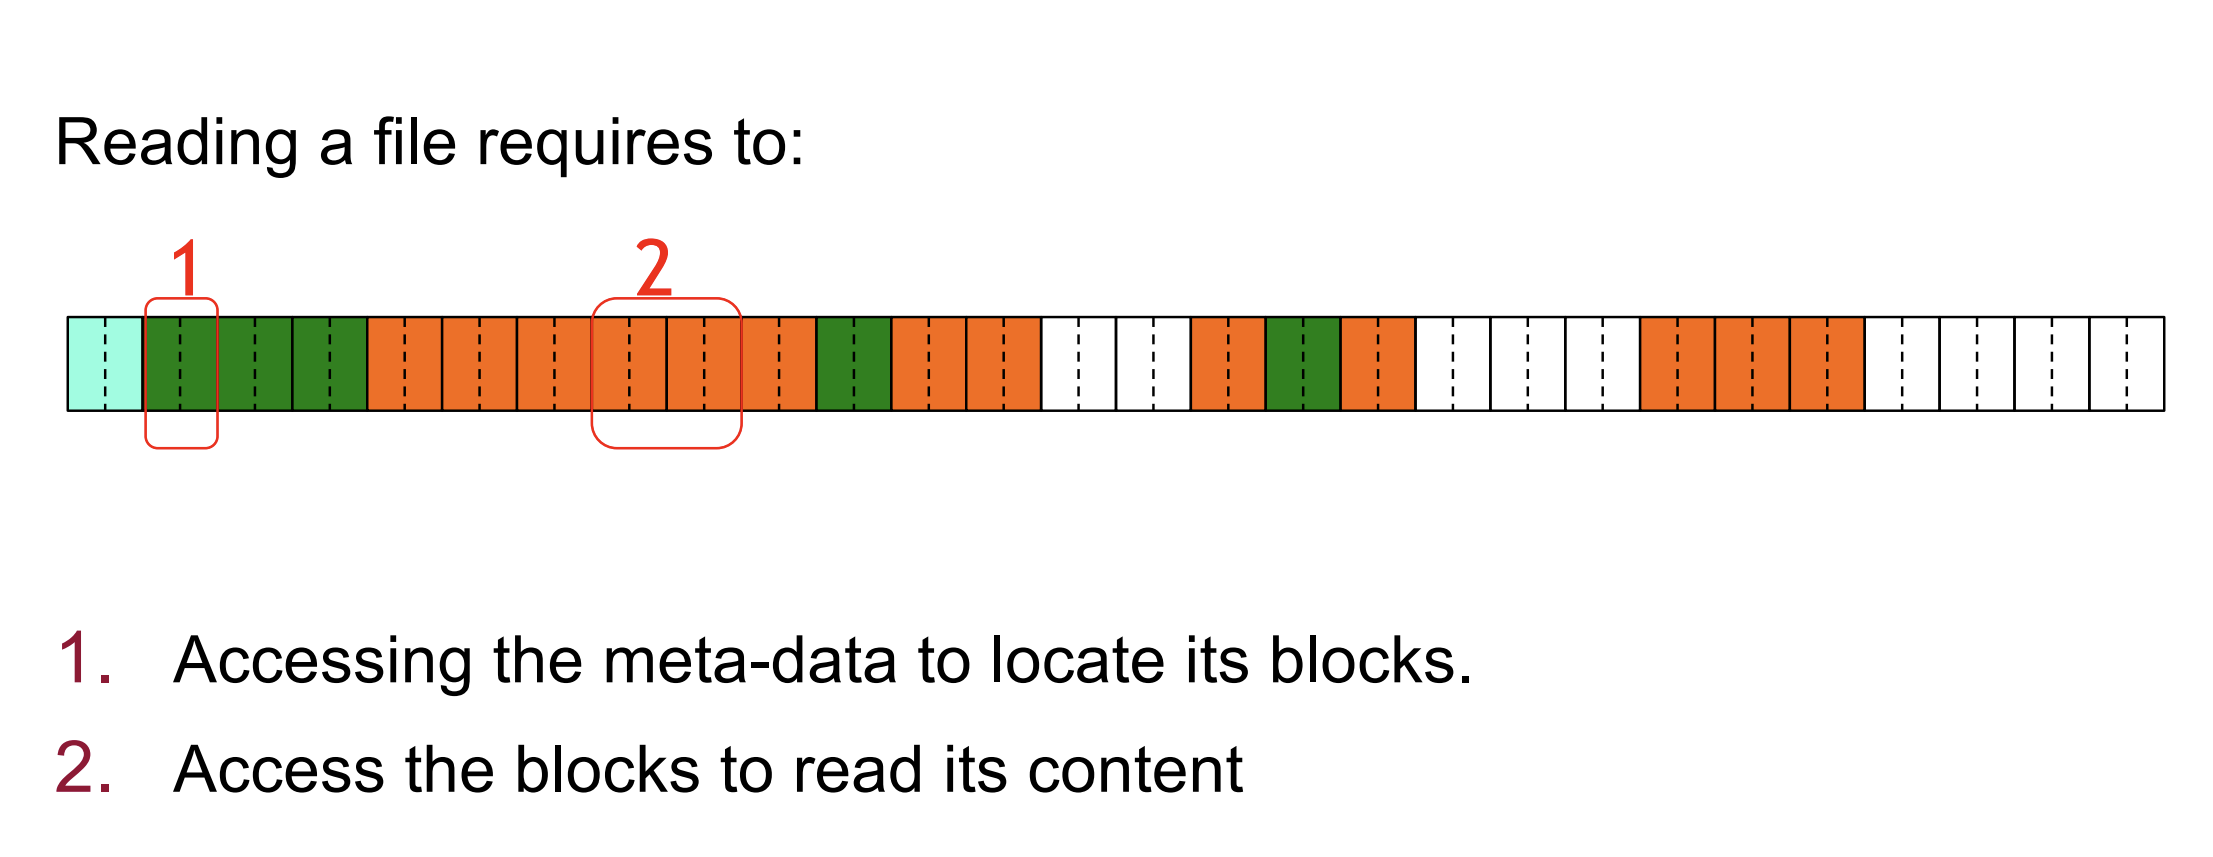 Reading a file requires to:
1 2
1. Accessing the meta-data to locate its blocks.
2. Access the blocks to read its content